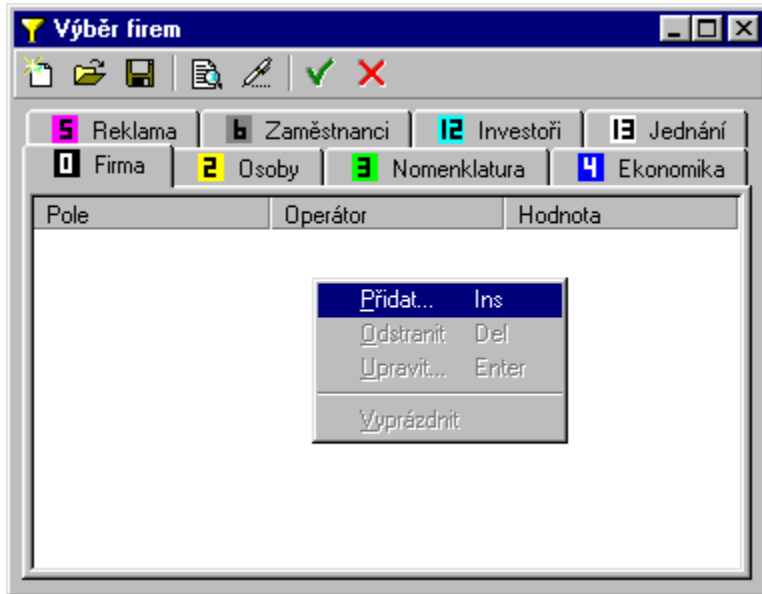 Výběr firem
5 Reklama 6 Zaměstnanci 12 Investoři 13 Jednání
0 Firma 2 Osoby 3 Nomenklatura 4 Ekonomika
Pole Operátor Hodnota
Přidat... Ins
Odstranit Del
Upravit... Enter
Vyprázdnit